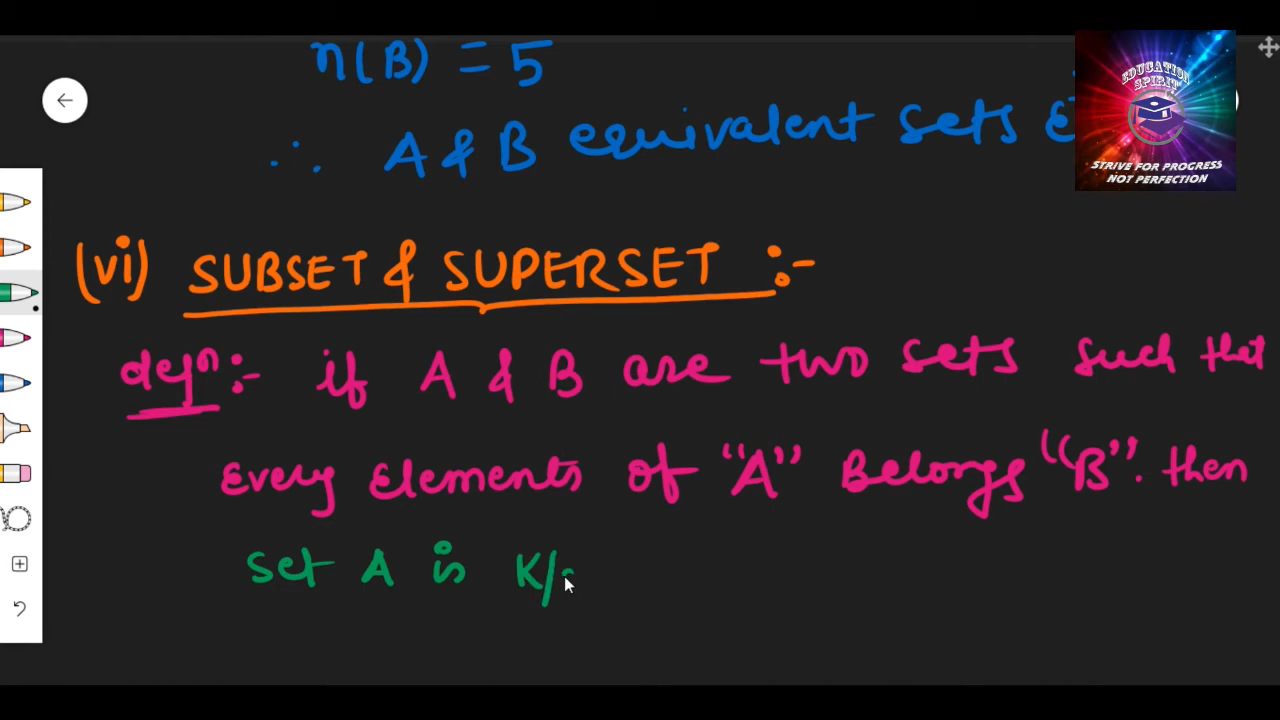 n(B) = 5
∴ A & B equivalent sets
EDUCATION
SPIRIT
STRIVE FOR PROGRESS
NOT PERFECTION
(vi) SUBSET & SUPERSET :-
defⁿ:- if A & B are two sets such that
Every Elements of "A" Belongs "B". then
Set A is K/